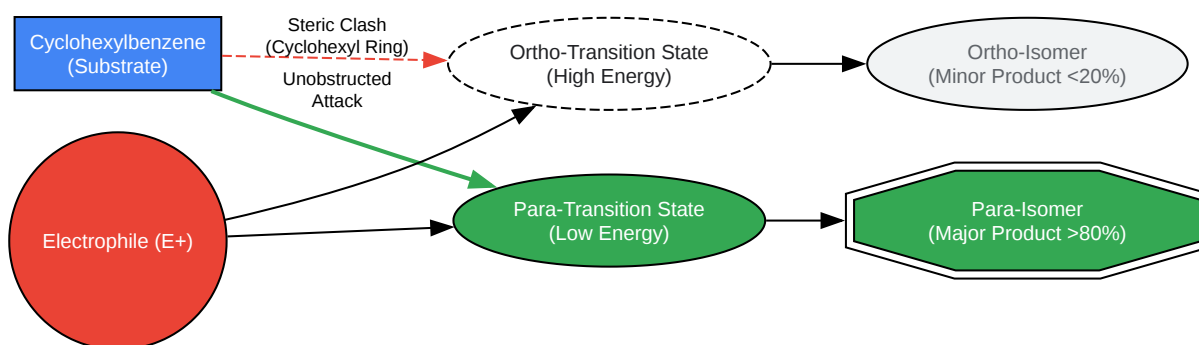 Cyclohexylbenzene
(Substrate)
Steric Clash
(Cyclohexyl Ring)
Unobstructed
Attack
Ortho-Transition State
(High Energy)
Ortho-Isomer
(Minor Product <20%)
Electrophile (E+)
Para-Transition State
(Low Energy)
Para-Isomer
(Major Product >80%)